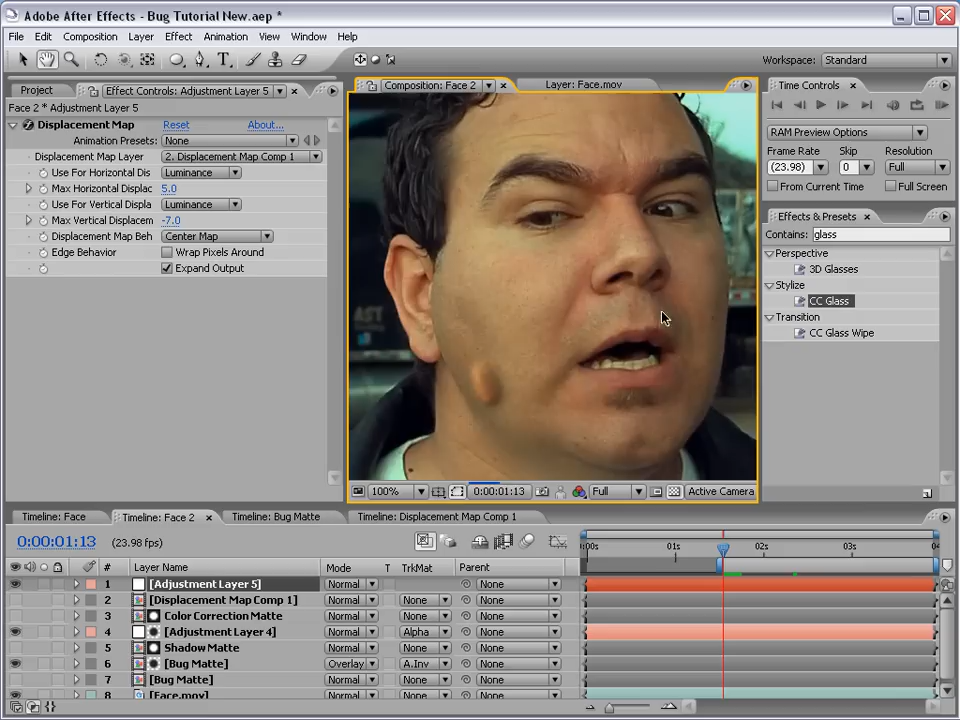 Adobe After Effects - Bug Tutorial New.aep *
File Edit Composition Layer Effect Animation View Window Help
Workspace: Standard
Project Effect Controls: Adjustment Layer 5
Face 2 * Adjustment Layer 5
Displacement Map Reset About...
Animation Presets: None
Displacement Map Layer 2. Displacement Map Comp 1
Use For Horizontal Dis Luminance
Max Horizontal Displac 5.0
Use For Vertical Displa Luminance
Max Vertical Displacem -7.0
Displacement Map Beh Center Map
Edge Behavior Wrap Pixels Around
Expand Output
Composition: Face 2 Layer: Face.mov
100% 0:00:01:13 Full Active Camera
Time Controls
RAM Preview Options
Frame Rate Skip Resolution
(23.98) 0 Full
From Current Time Full Screen
Effects & Presets
Contains: glass
Perspective
3D Glasses
Stylize
CC Glass
Transition
CC Glass Wipe
Timeline: Face Timeline: Face 2 Timeline: Bug Matte Timeline: Displacement Map Comp 1
0:00:01:13 (23.98 fps)
:00s 01s 02s 03s 04
# Layer Name Mode T TrkMat Parent
1 [Adjustment Layer 5] Normal None
2 [Displacement Map Comp 1] Normal None None
3 Color Correction Matte Normal None None
4 [Adjustment Layer 4] Normal Alpha None
5 Shadow Matte Normal None None
6 [Bug Matte] Overlay A.Inv None
7 [Bug Matte] Normal None None
8 [Face.mov] Normal None None